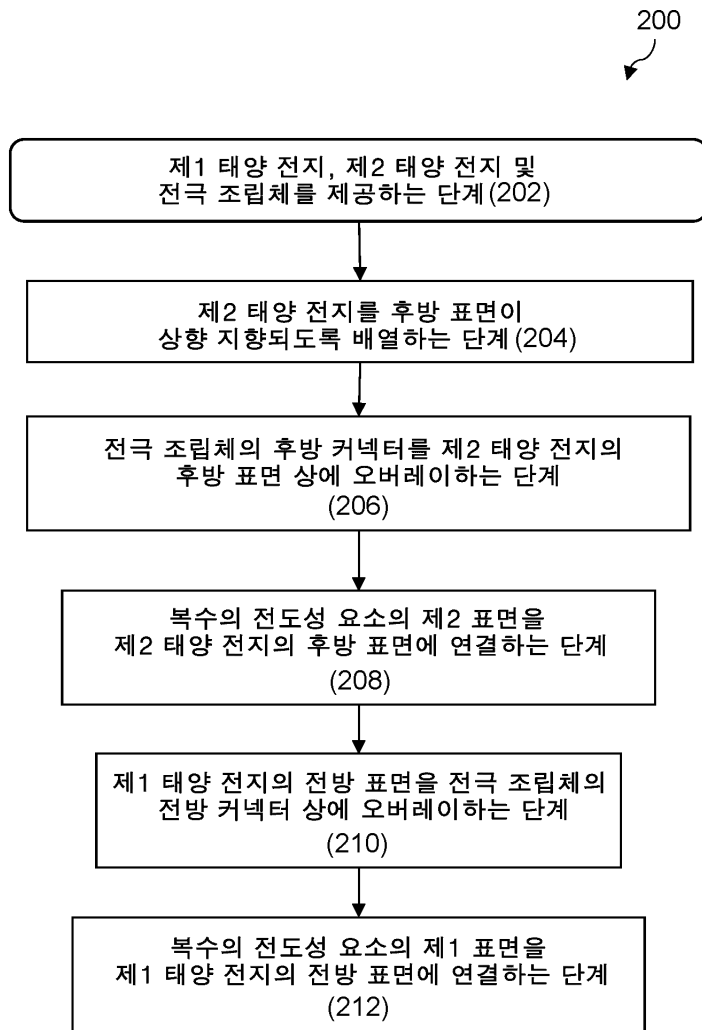 200
제1 태양 전지, 제2 태양 전지 및
전극 조립체를 제공하는 단계(202)
제2 태양 전지를 후방 표면이
상향 지향되도록 배열하는 단계(204)
전극 조립체의 후방 커넥터를 제2 태양 전지의
후방 표면 상에 오버레이하는 단계
(206)
복수의 전도성 요소의 제2 표면을
제2 태양 전지의 후방 표면에 연결하는 단계
(208)
제1 태양 전지의 전방 표면을 전극 조립체의
전방 커넥터 상에 오버레이하는 단계
(210)
복수의 전도성 요소의 제1 표면을
제1 태양 전지의 전방 표면에 연결하는 단계
(212)